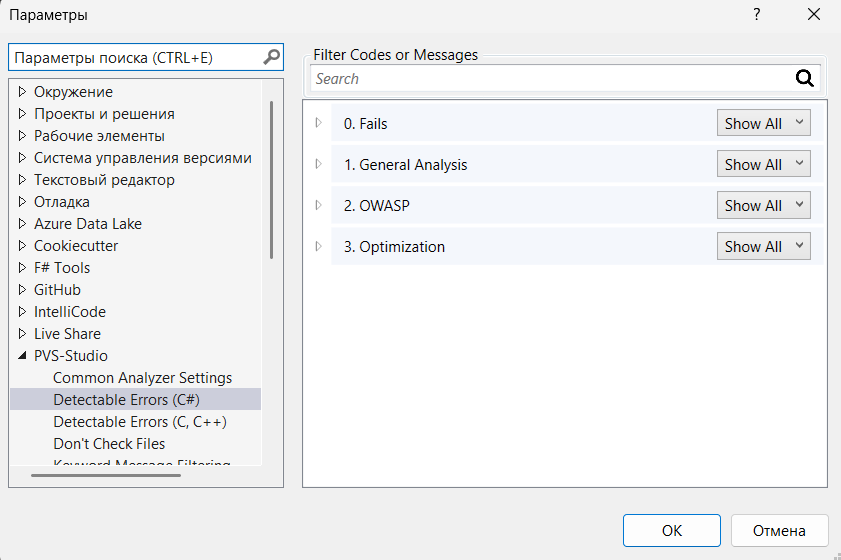 Параметры
?
Параметры поиска (CTRL+E)
Окружение
Проекты и решения
Рабочие элементы
Система управления версиями
Текстовый редактор
Отладка
Azure Data Lake
Cookiecutter
F# Tools
GitHub
IntelliCode
Live Share
PVS-Studio
Common Analyzer Settings
Detectable Errors (C#)
Detectable Errors (C, C++)
Don't Check Files
Keyword Message Filtering
Filter Codes or Messages
Search
0. Fails Show All
1. General Analysis Show All
2. OWASP Show All
3. Optimization Show All
OK Отмена